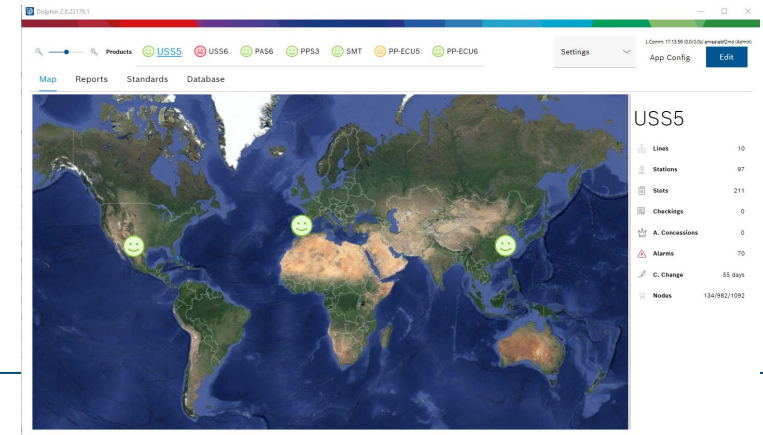 Dolphin 2.8.23178.1
Products USS5 USS6 PAS6 PPS3 SMT PP-ECU5 PP-ECU6
Settings
App Config
Edit
Map Reports Standards Database
USS5
Lines 10
Stations 97
Slots 211
Checkings 0
A. Concessions 0
Alarms 70
C. Change 55 days
Nodes 134/982/1092